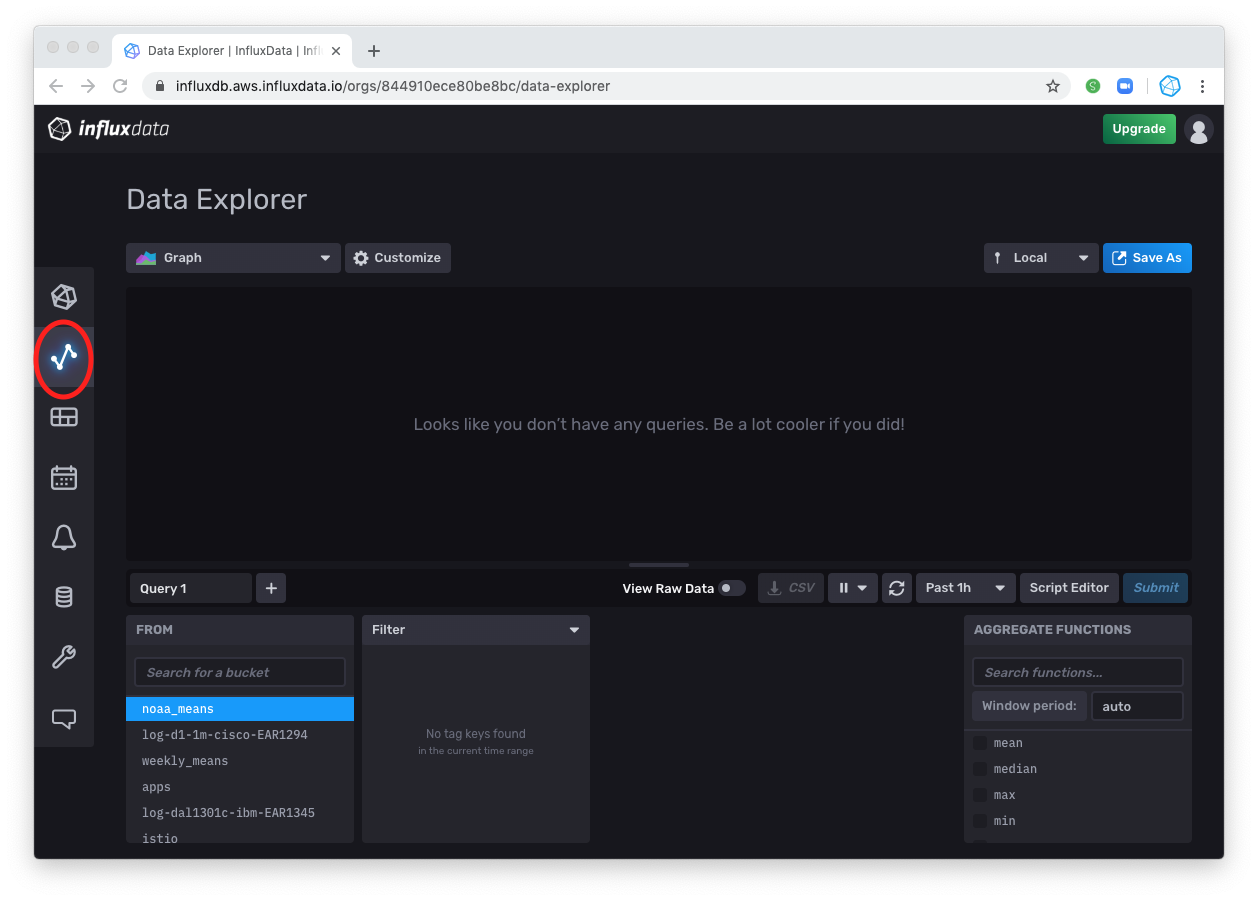 Data Explorer | InfluxData | Infl
influxdb.aws.influxdata.io/orgs/844910ece80be8bc/data-explorer
S
influxdata
Upgrade
Data Explorer
Graph
Customize
Local
Save As
Looks like you don’t have any queries. Be a lot cooler if you did!
Query 1
View Raw Data
CSV
Past 1h
Script Editor
Submit
FROM
Search for a bucket
noaa_means
log-d1-1m-cisco-EAR1294
weekly_means
apps
log-dal1301c-ibm-EAR1345
istio
Filter
No tag keys found
in the current time range
AGGREGATE FUNCTIONS
Search functions...
Window period:
auto
mean
median
max
min